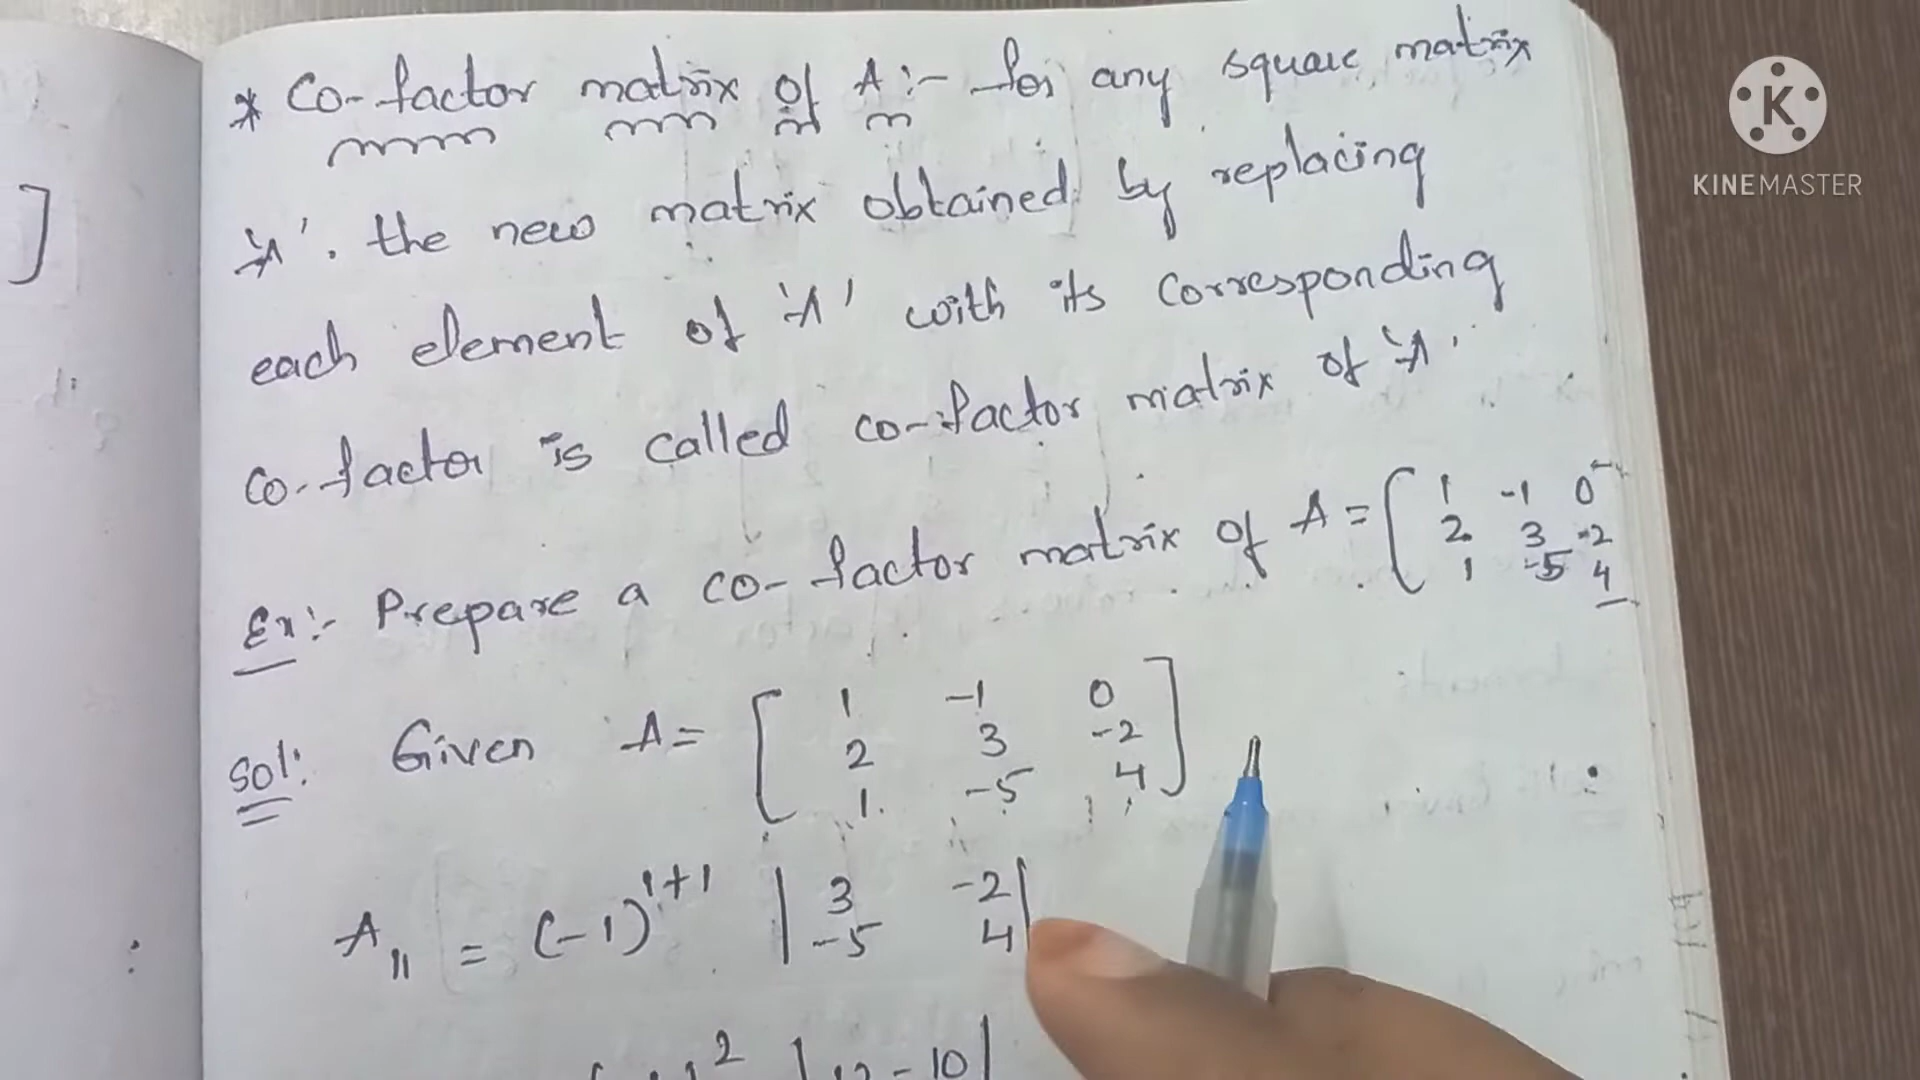 * Co-factor matrix of A :- for any square matrix
'A'. the new matrix obtained by replacing
each element of 'A' with its corresponding
co-factor is called co-factor matrix of 'A'.
Ex:- Prepare a co-factor matrix of A = [ 1 -1 0
2 3 -2
1 -5 4
Sol: Given A = [ 1 -1 0 ]
2 3 -2
1 -5 4
A11 = (-1)^1+1 | 3 -2 |
-5 4
2 | 12 - 10 |
]
K
KINEMASTER